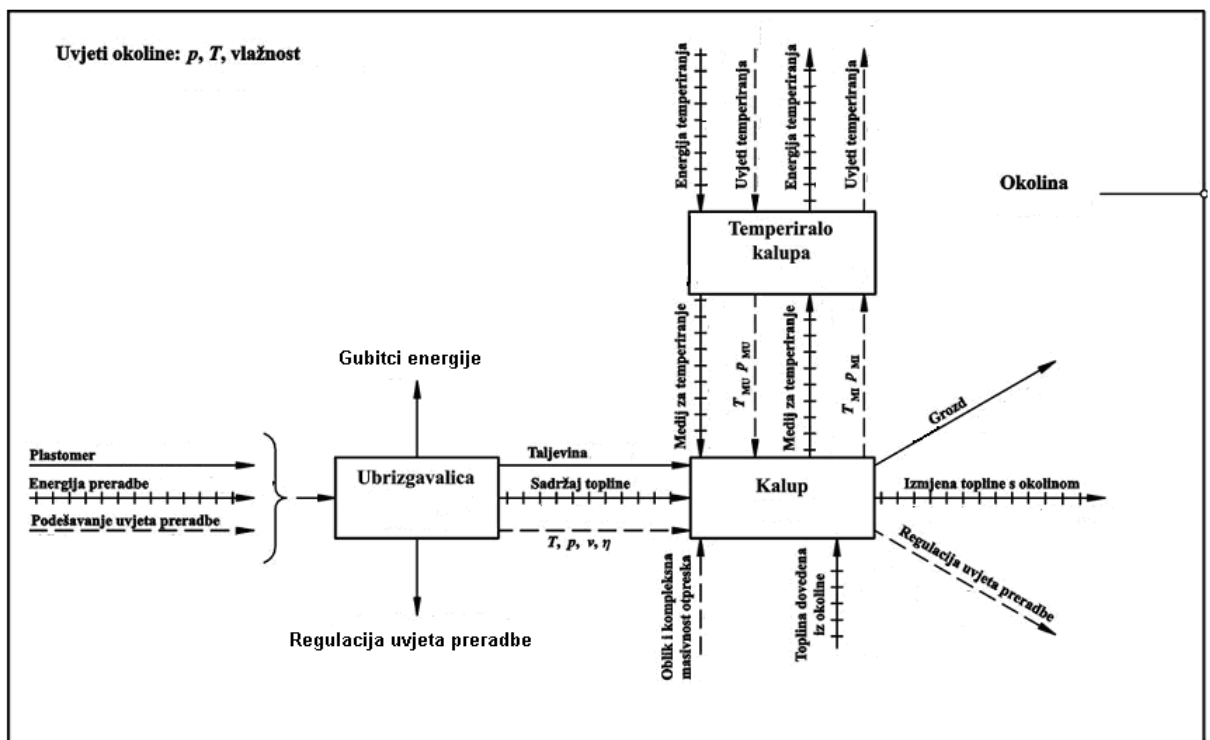 Uvjeti okoline: p, T, vlažnost
Energija temperiranja
Uvjeti temperiranja
Energija temperiranja
Uvjeti temperiranja
Okolina
Temperiralo
kalupa
Medij za temperiranje
T MU p MU
Medij za temperiranje
T MI p MI
Gubitci energije
Grozd
Plastomer
Energija preradbe
Podešavanje uvjeta preradbe
Ubrizgavalica
Taljevina
Sadržaj topline
T, p, v, η
Kalup
Izmjena topline s okolinom
Regulacija uvjeta preradbe
Regulacija uvjeta preradbe
Oblik i kompleksna
masivnost otpreska
Toplina dovedena
iz okoline